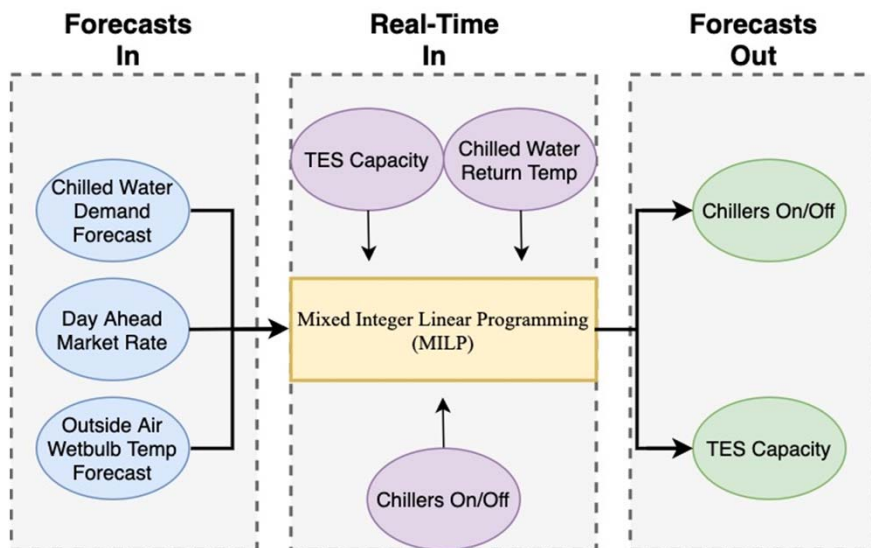 Forecasts
In
Real-Time
In
Forecasts
Out
Chilled Water
Demand
Forecast
Day Ahead
Market Rate
Outside Air
Wetbulb Temp
Forecast
TES Capacity
Chilled Water
Return Temp
Mixed Integer Linear Programming
(MILP)
Chillers On/Off
Chillers On/Off
TES Capacity